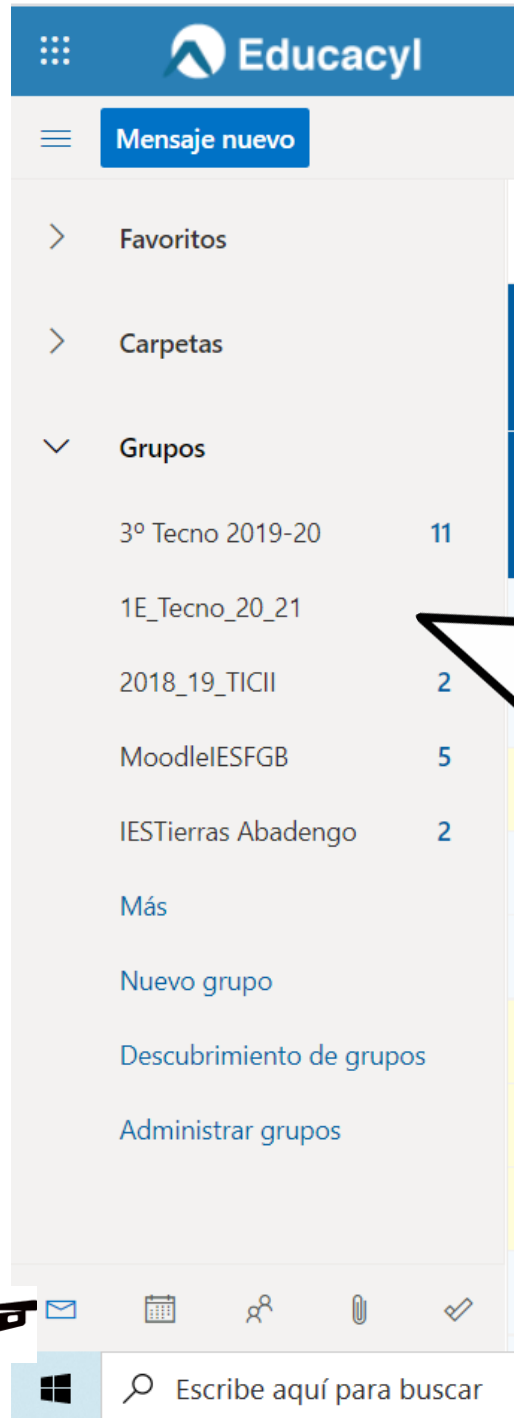 Educacyl
Mensaje nuevo
Favoritos
Carpetas
Grupos
3º Tecno 2019-20 11
1E_Tecno_20_21
2018_19_TICII 2
MoodleIESFGB 5
IESTierras Abadengo 2
Más
Nuevo grupo
Descubrimiento de grupos
Administrar grupos
Escribe aquí para buscar